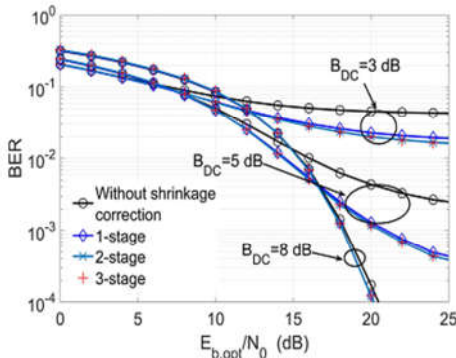 10^0
10^-1
10^-2
10^-3
10^-4
BER
B_DC=3 dB
B_DC=5 dB
B_DC=8 dB
Without shrinkage
correction
1-stage
2-stage
3-stage
0 5 10 15 20 25
E_b,opt/N_0 (dB)